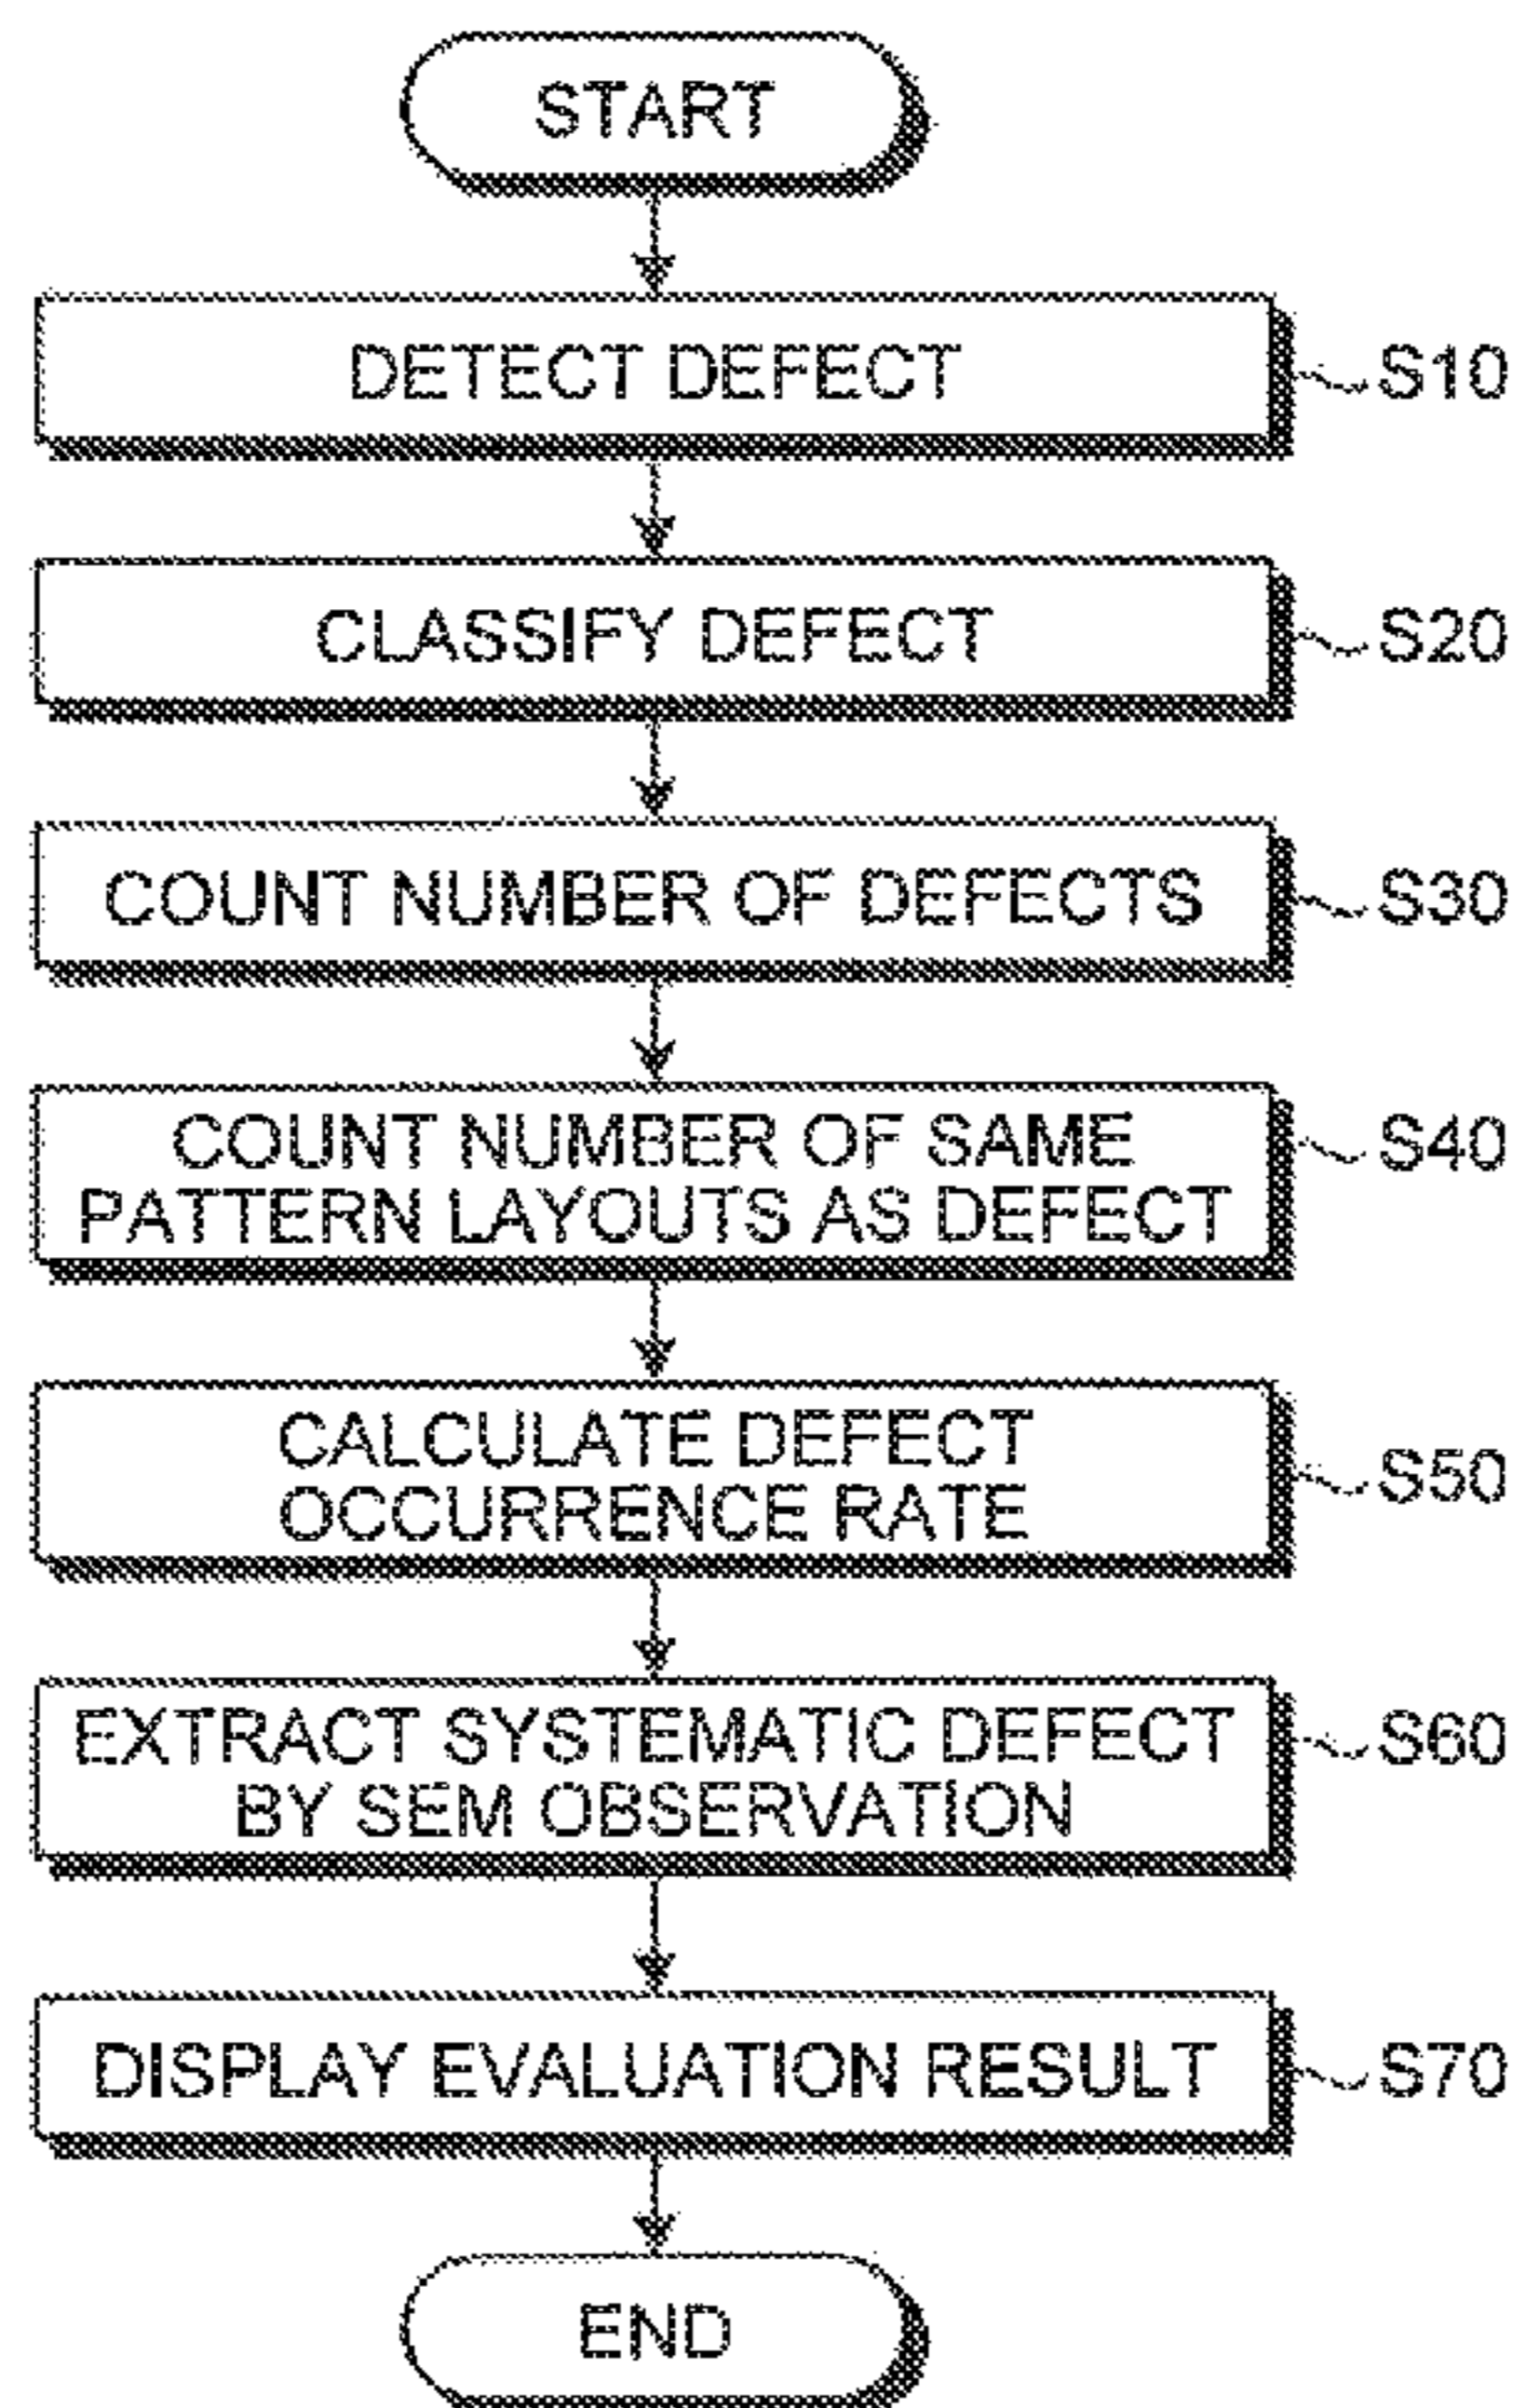 START
DETECT DEFECT
S10
CLASSIFY DEFECT
S20
COUNT NUMBER OF DEFECTS
S30
COUNT NUMBER OF SAME
PATTERN LAYOUTS AS DEFECT
S40
CALCULATE DEFECT
OCCURRENCE RATE
S50
EXTRACT SYSTEMATIC DEFECT
BY SEM OBSERVATION
S60
DISPLAY EVALUATION RESULT
S70
END